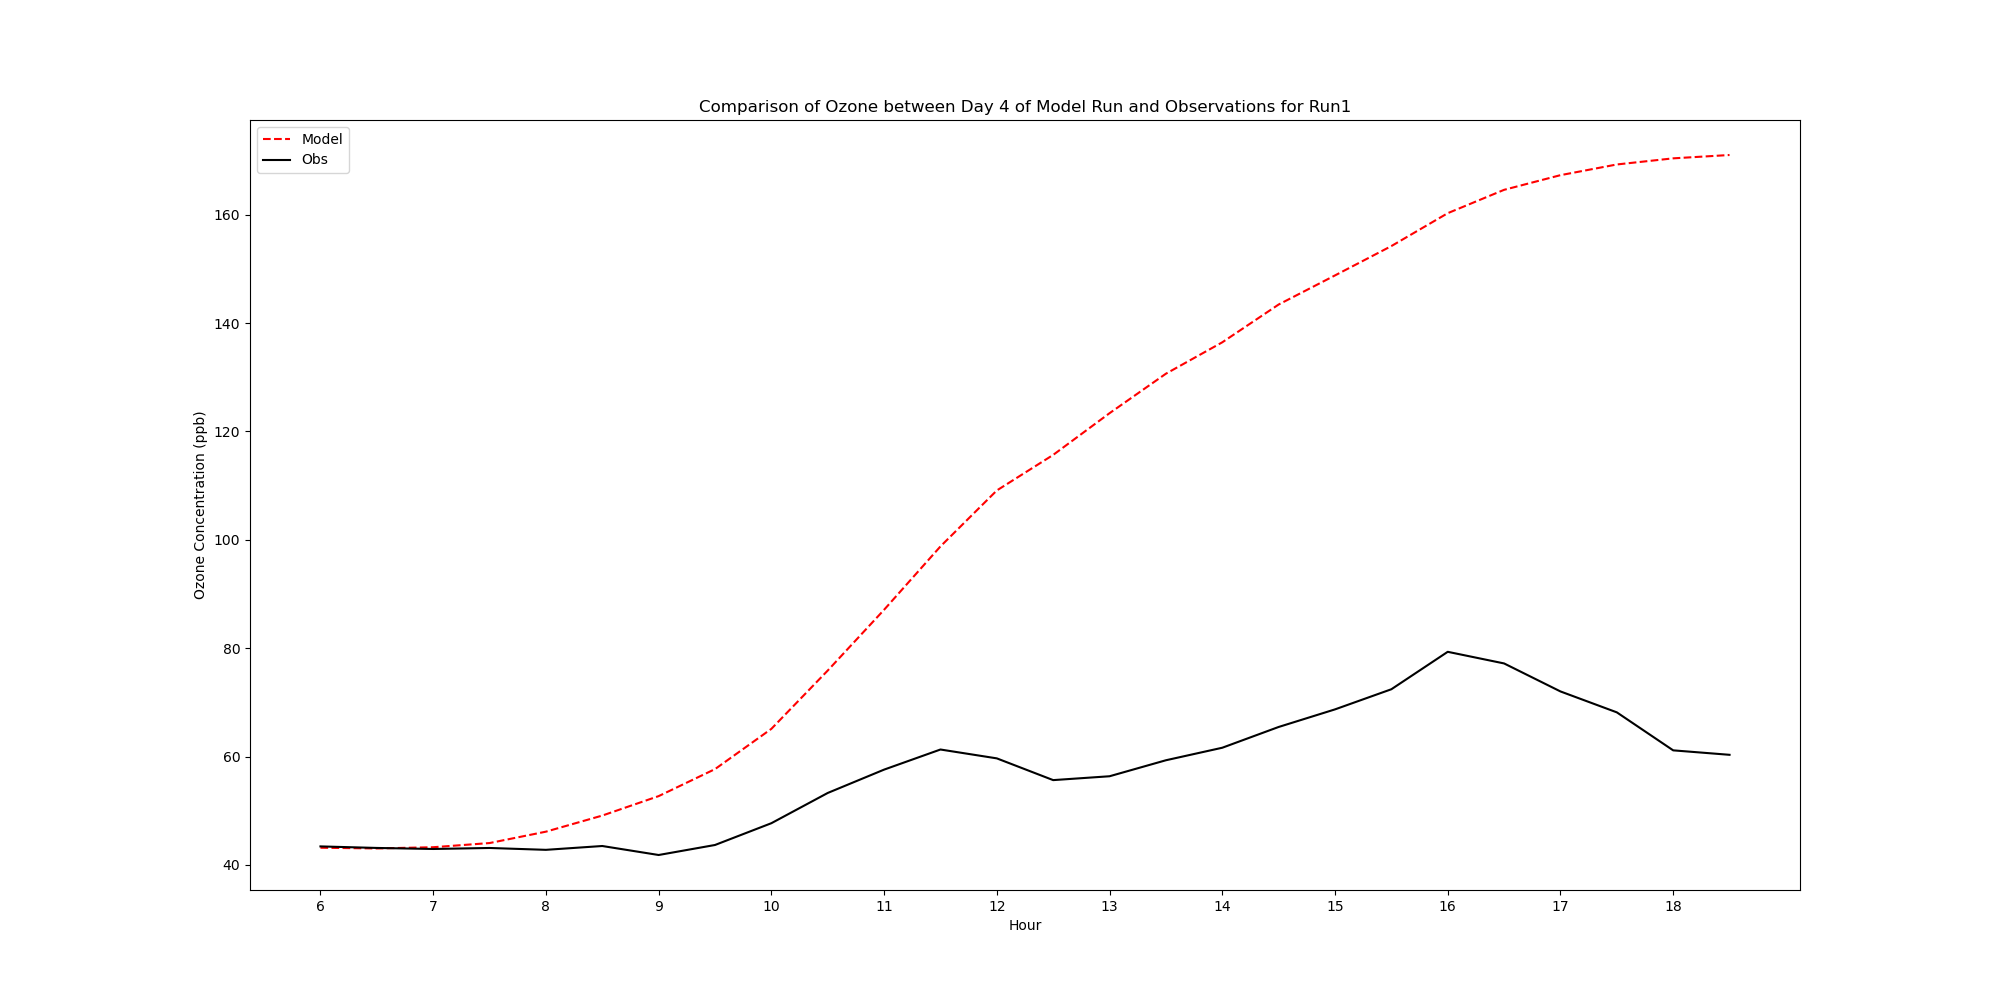 Comparison of Ozone between Day 4 of Model Run and Observations for Run1
Model
Obs
Ozone Concentration (ppb)
160
140
120
100
80
60
40
6 7 8 9 10 11 12 13 14 15 16 17 18
Hour